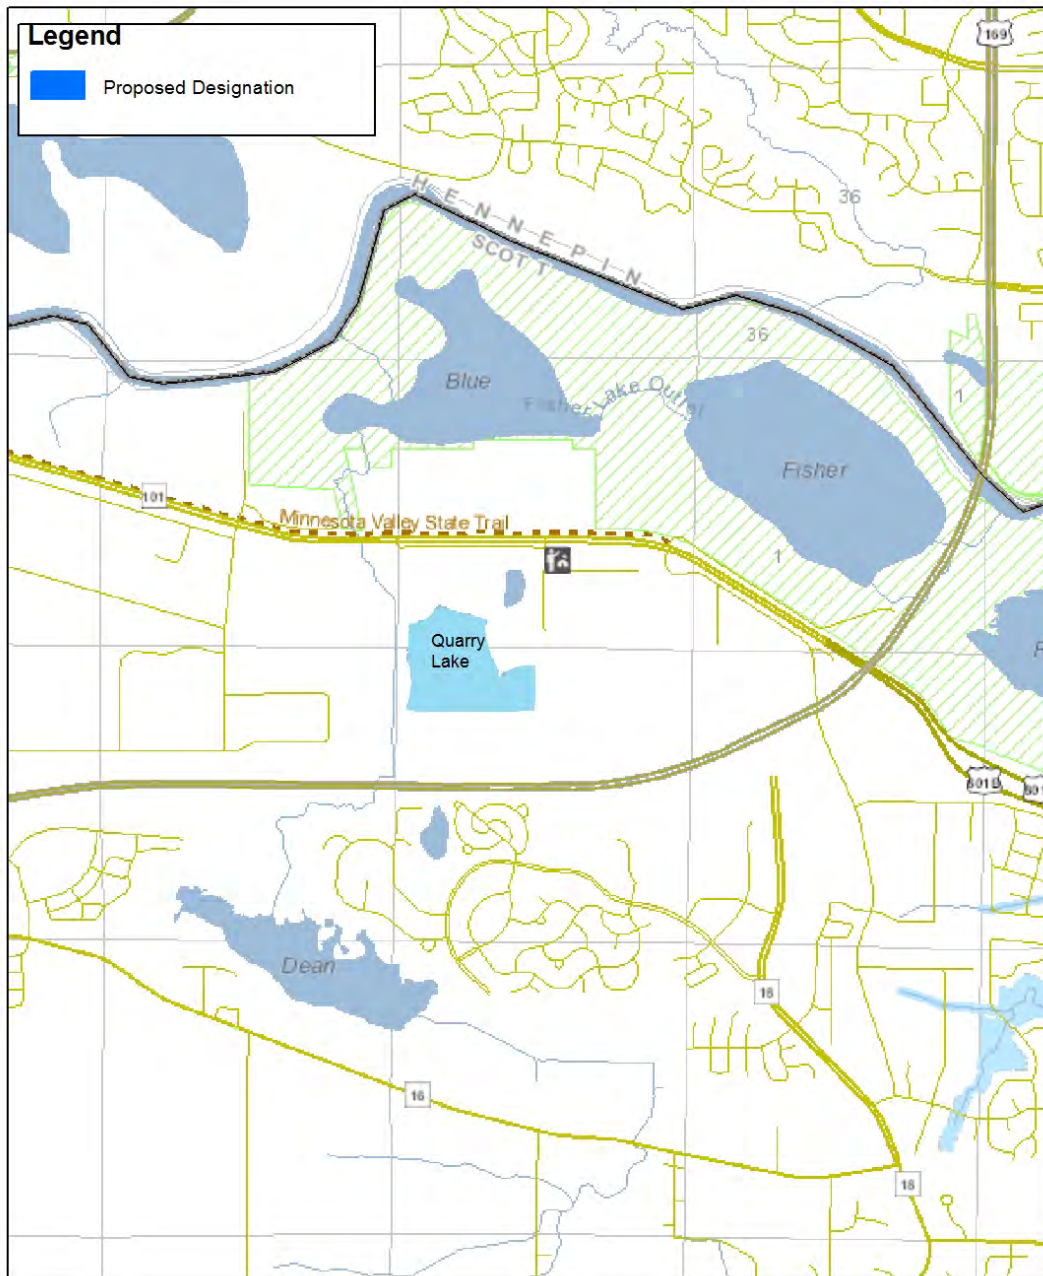 Legend
Proposed Designation
169
36
HENNEPIN
SCOTT
36
Blue
Fisher Lake Outlet
1
Fisher
101
Minnesota Valley State Trail
1
Quarry
Lake
801B
Dean
18
16
18